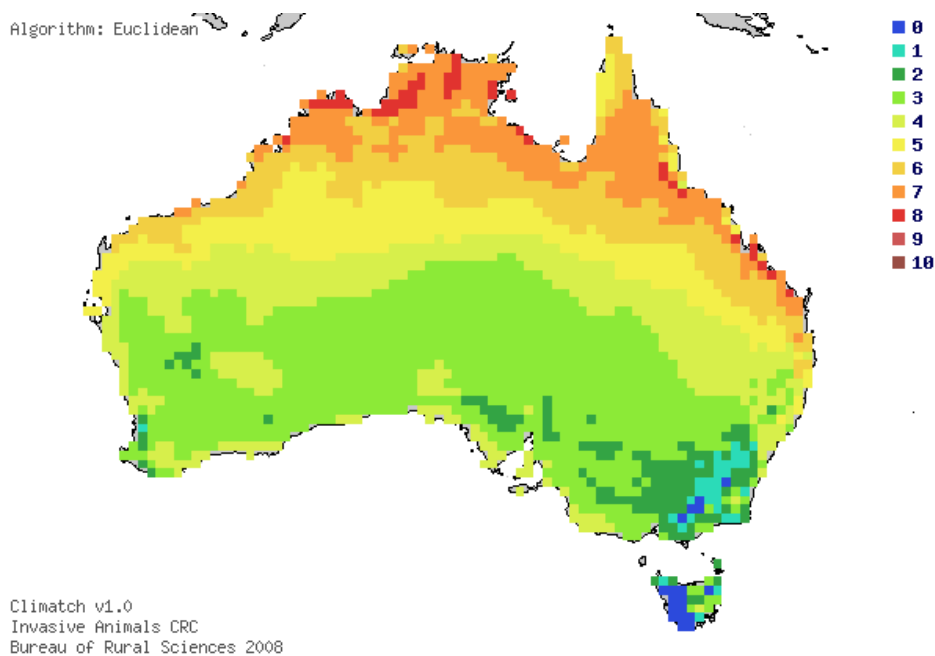 Algorithm: Euclidean
0
1
2
3
4
5
6
7
8
9
10
Climatch v1.0
Invasive Animals CRC
Bureau of Rural Sciences 2008